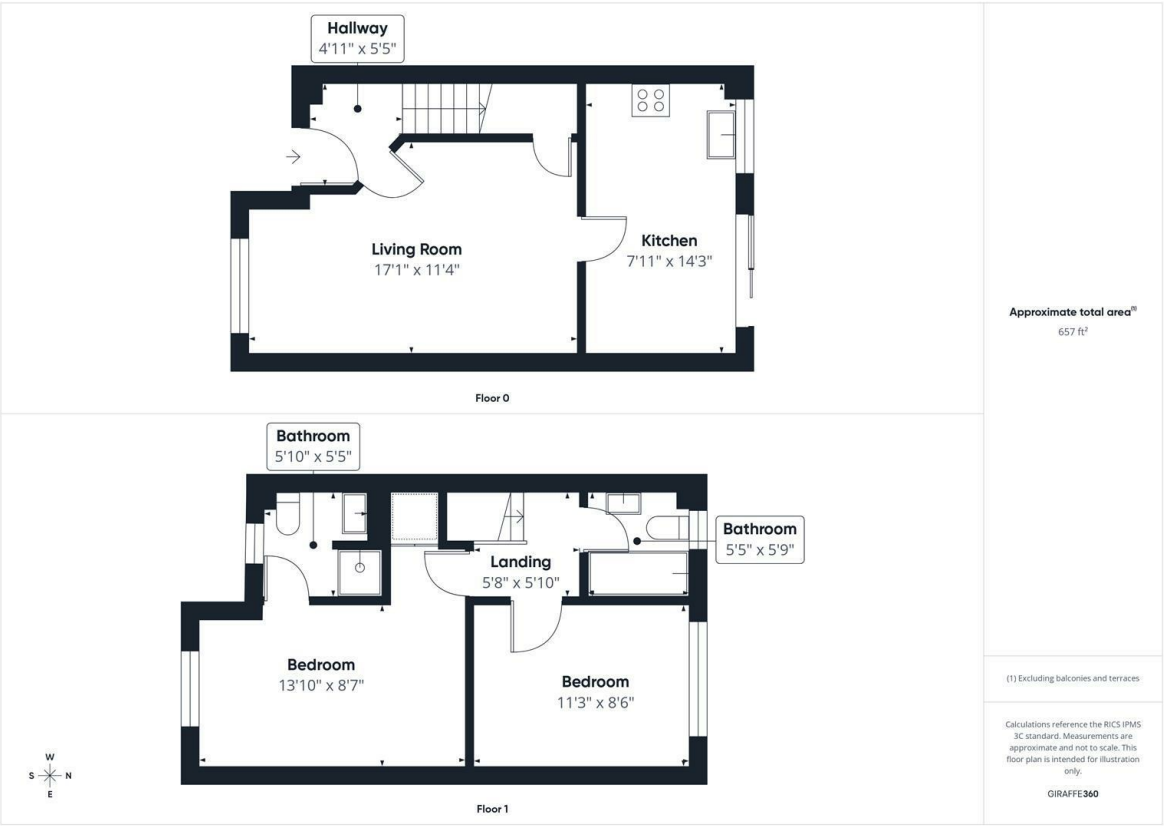 Hallway
4'11" x 5'5"
Living Room
17'1" x 11'4"
Kitchen
7'11" x 14'3"
Floor 0
Bathroom
5'10" x 5'5"
Landing
5'8" x 5'10"
Bathroom
5'5" x 5'9"
Bedroom
13'10" x 8'7"
Bedroom
11'3" x 8'6"
W
S N
E
Floor 1
Approximate total area(1)
657 ft²
(1) Excluding balconies and terraces
Calculations reference the RICS IPMS
3C standard. Measurements are
approximate and not to scale. This
floor plan is intended for illustration
only.
GIRAFFE360